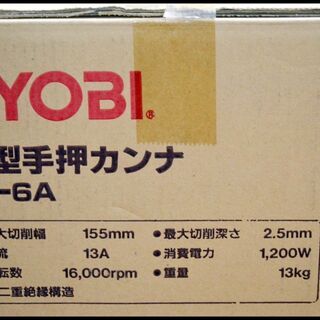 YOBI®
型手押カンナ
-6A
大切削幅 155mm ●最大切削深さ 2.5mm
流 13A ●消費電力 1,200W
転数 16,000rpm ●重量 13kg
二重絶縁構造